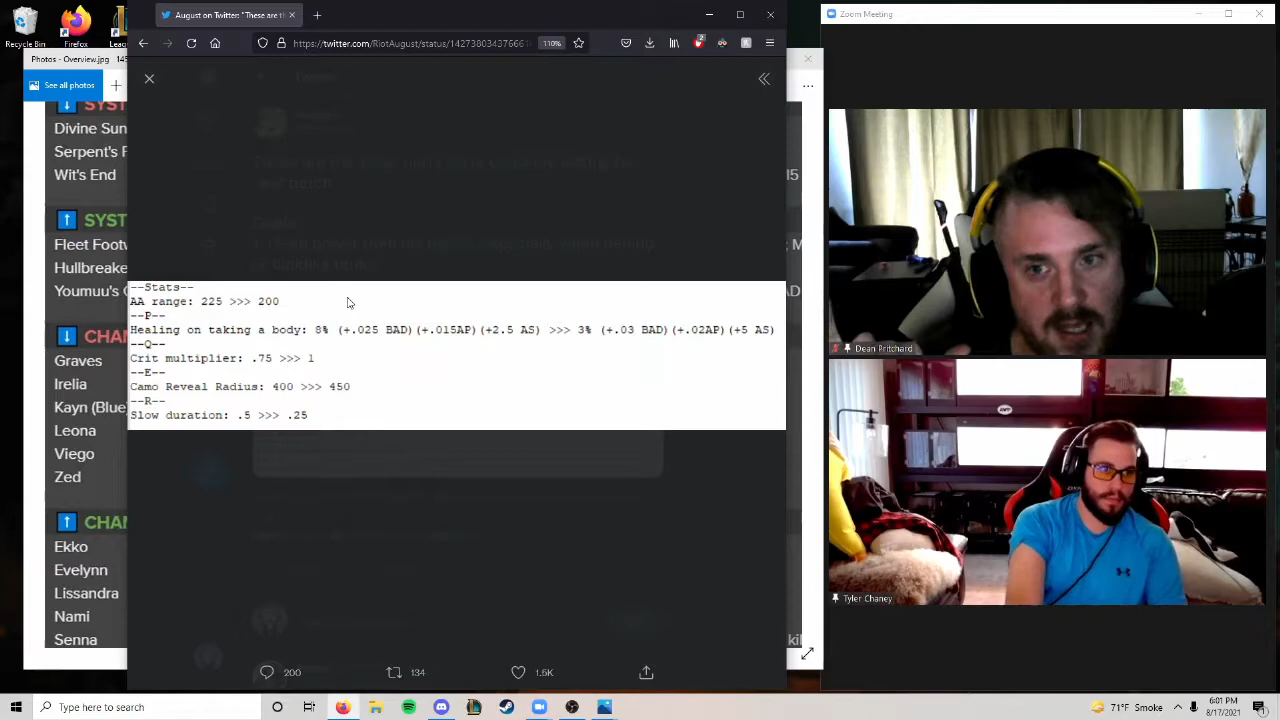 Recycle Bin
Firefox
August on Twitter: "These are th
https://twitter.com/RiotAugust/status/1
110%
2
Photos - Overview.jpg
See all photos
Divine Sun
Serpent's F
Wit's End
SYST
Fleet Footw
Hullbreake
Youmuu's
CHAN
Graves
Irelia
Kayn (Blue
Leona
Viego
Zed
CHAN
Ekko
Evelynn
Lissandra
Nami
Senna
--Stats--
AA range: 225 >>> 200
--P--
Healing on taking a body: 8% (+.025 BAD)(+.015AP)(+2.5 AS) >>> 3% (+.03 BAD)(+.02AP)(+5 AS)
--Q--
Crit multiplier: .75 >>> 1
--E--
Camo Reveal Radius: 400 >>> 450
--R--
Slow duration: .5 >>> .25
200
134
1.5K
Zoom Meeting
Dean Pritchard
Tyler Chaney
Type here to search
71°F Smoke
6:01 PM
8/17/2021